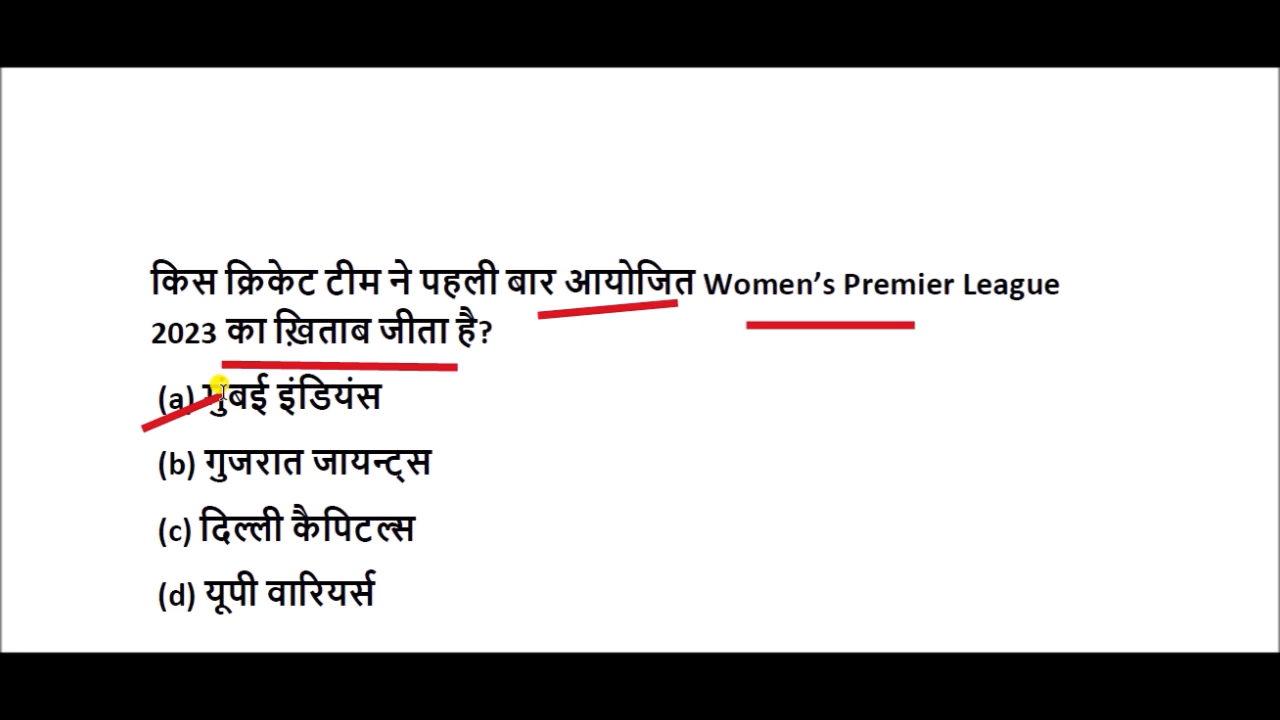 किस क्रिकेट टीम ने पहली बार आयोजित Women’s Premier League
2023 का ख़िताब जीता है?
(a) मुंबई इंडियंस
(b) गुजरात जायन्ट्स
(c) दिल्ली कैपिटल्स
(d) यूपी वारियर्स